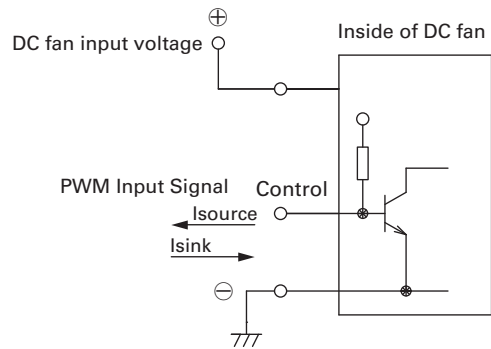 ⊕
DC fan input voltage
Inside of DC fan
PWM Input Signal
Control
Isource
Isink
⊖